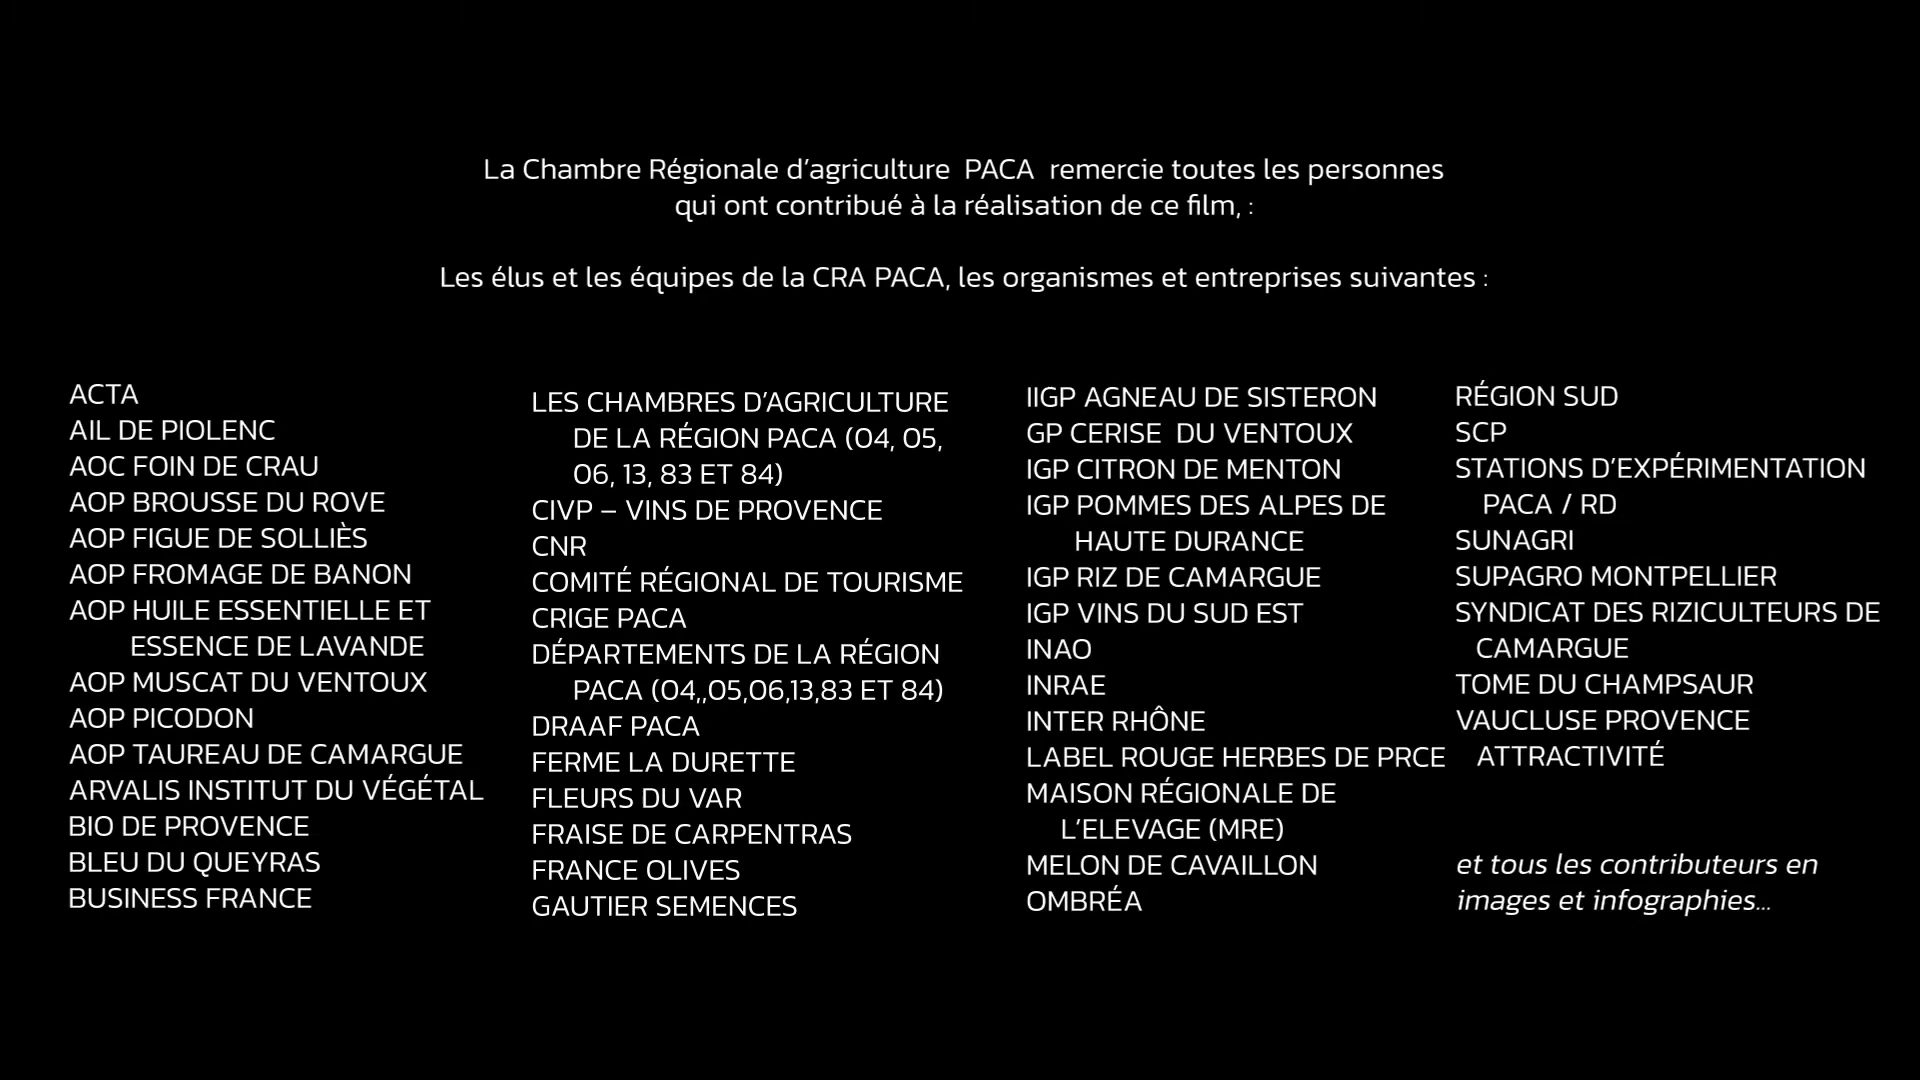 La Chambre Régionale d’agriculture  PACA  remercie toutes les personnes
qui ont contribué à la réalisation de ce film, :
Les élus et les équipes de la CRA PACA, les organismes et entreprises suivantes :
ACTA
AIL DE PIOLENC
AOC FOIN DE CRAU
AOP BROUSSE DU ROVE
AOP FIGUE DE SOLLIÈS
AOP FROMAGE DE BANON
AOP HUILE ESSENTIELLE ET
ESSENCE DE LAVANDE
AOP MUSCAT DU VENTOUX
AOP PICODON
AOP TAUREAU DE CAMARGUE
ARVALIS INSTITUT DU VÉGÉTAL
BIO DE PROVENCE
BLEU DU QUEYRAS
BUSINESS FRANCE
LES CHAMBRES D’AGRICULTURE
DE LA RÉGION PACA (04, 05,
06, 13, 83 ET 84)
CIVP – VINS DE PROVENCE
CNR
COMITÉ RÉGIONAL DE TOURISME
CRIGE PACA
DÉPARTEMENTS DE LA RÉGION
PACA (04,,05,06,13,83 ET 84)
DRAAF PACA
FERME LA DURETTE
FLEURS DU VAR
FRAISE DE CARPENTRAS
FRANCE OLIVES
GAUTIER SEMENCES
IIGP AGNEAU DE SISTERON
GP CERISE  DU VENTOUX
IGP CITRON DE MENTON
IGP POMMES DES ALPES DE
HAUTE DURANCE
IGP RIZ DE CAMARGUE
IGP VINS DU SUD EST
INAO
INRAE
INTER RHÔNE
LABEL ROUGE HERBES DE PRCE
MAISON RÉGIONALE DE
L’ELEVAGE (MRE)
MELON DE CAVAILLON
OMBRÉA
RÉGION SUD
SCP
STATIONS D’EXPÉRIMENTATION
PACA / RD
SUNAGRI
SUPAGRO MONTPELLIER
SYNDICAT DES RIZICULTEURS DE
CAMARGUE
TOME DU CHAMPSAUR
VAUCLUSE PROVENCE
ATTRACTIVITÉ
et tous les contributeurs en
images et infographies...